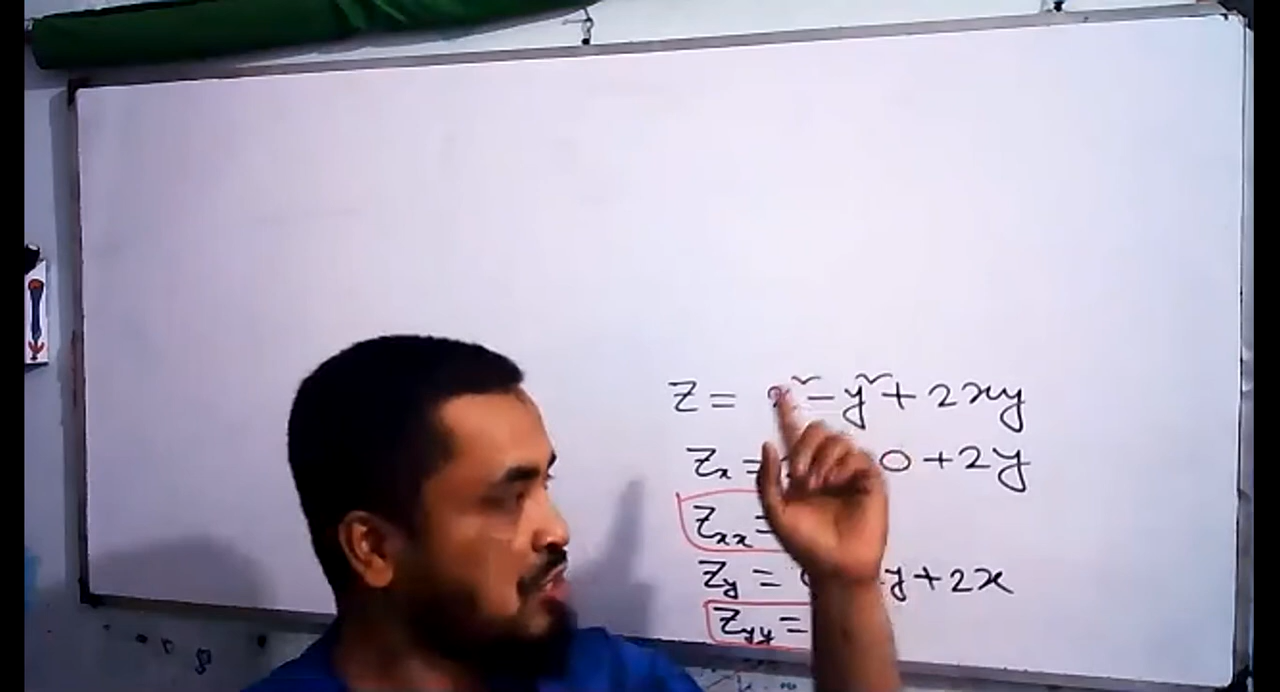 Z = x² - y² + 2xy
Zₓ = 0 + 2y
Zₓₓ =
Z_y = y + 2x
Z_yy =